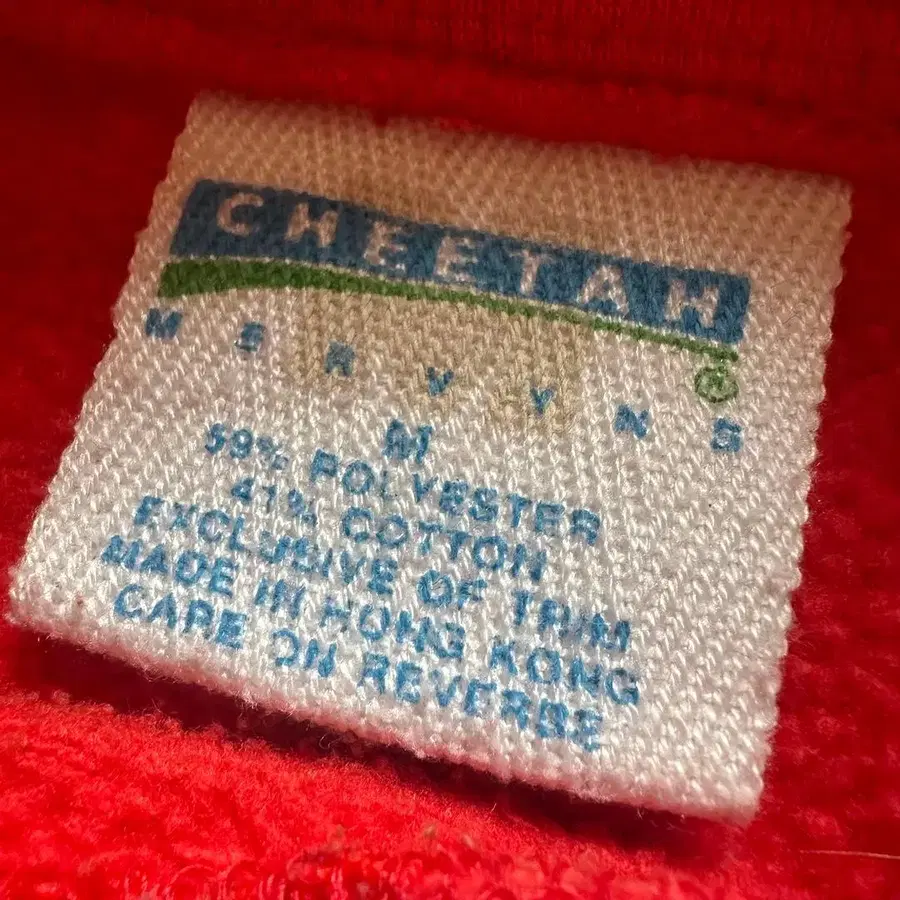 CHEETAH
MERVYNS
®
M
59% POLYESTER
41% COTTON
EXCLUSIVE OF TRIM
MADE IN HONG KONG
CARE ON REVERSE